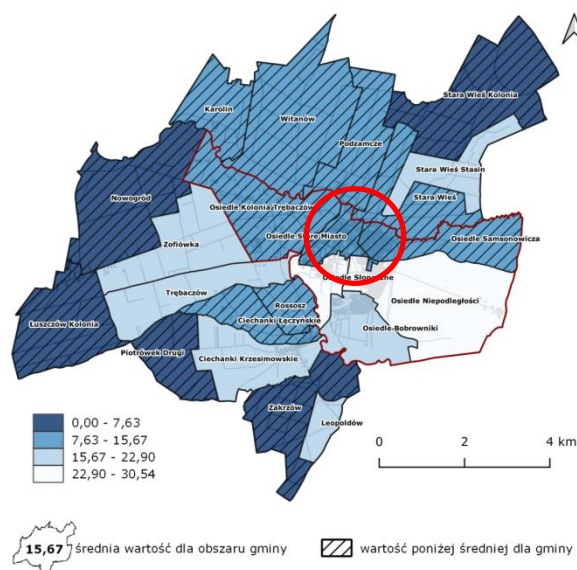 Stara Wieś Kolonia
Karolin
Witanów
Podzamcze
Stara Wieś Stasin
Nowogród
Stara Wieś
Osiedle Kolonia Trębaczów
Osiedle Stare Miasto
Osiedle Samsonowicza
Zofiówka
Osiedle Słoneczne
Trębaczów
Osiedle Niepodległości
Rossosz
Łuszczów Kolonia
Ciechanki Łęczyńskie
Osiedle Bobrowniki
Piotrówek Drugi
Ciechanki Krzesimowskie
Zakrzów
Leopoldów
0,00 - 7,63
7,63 - 15,67
15,67 - 22,90
22,90 - 30,54
0 2 4 km
15,67 średnia wartość dla obszaru gminy
wartość poniżej średniej dla gminy